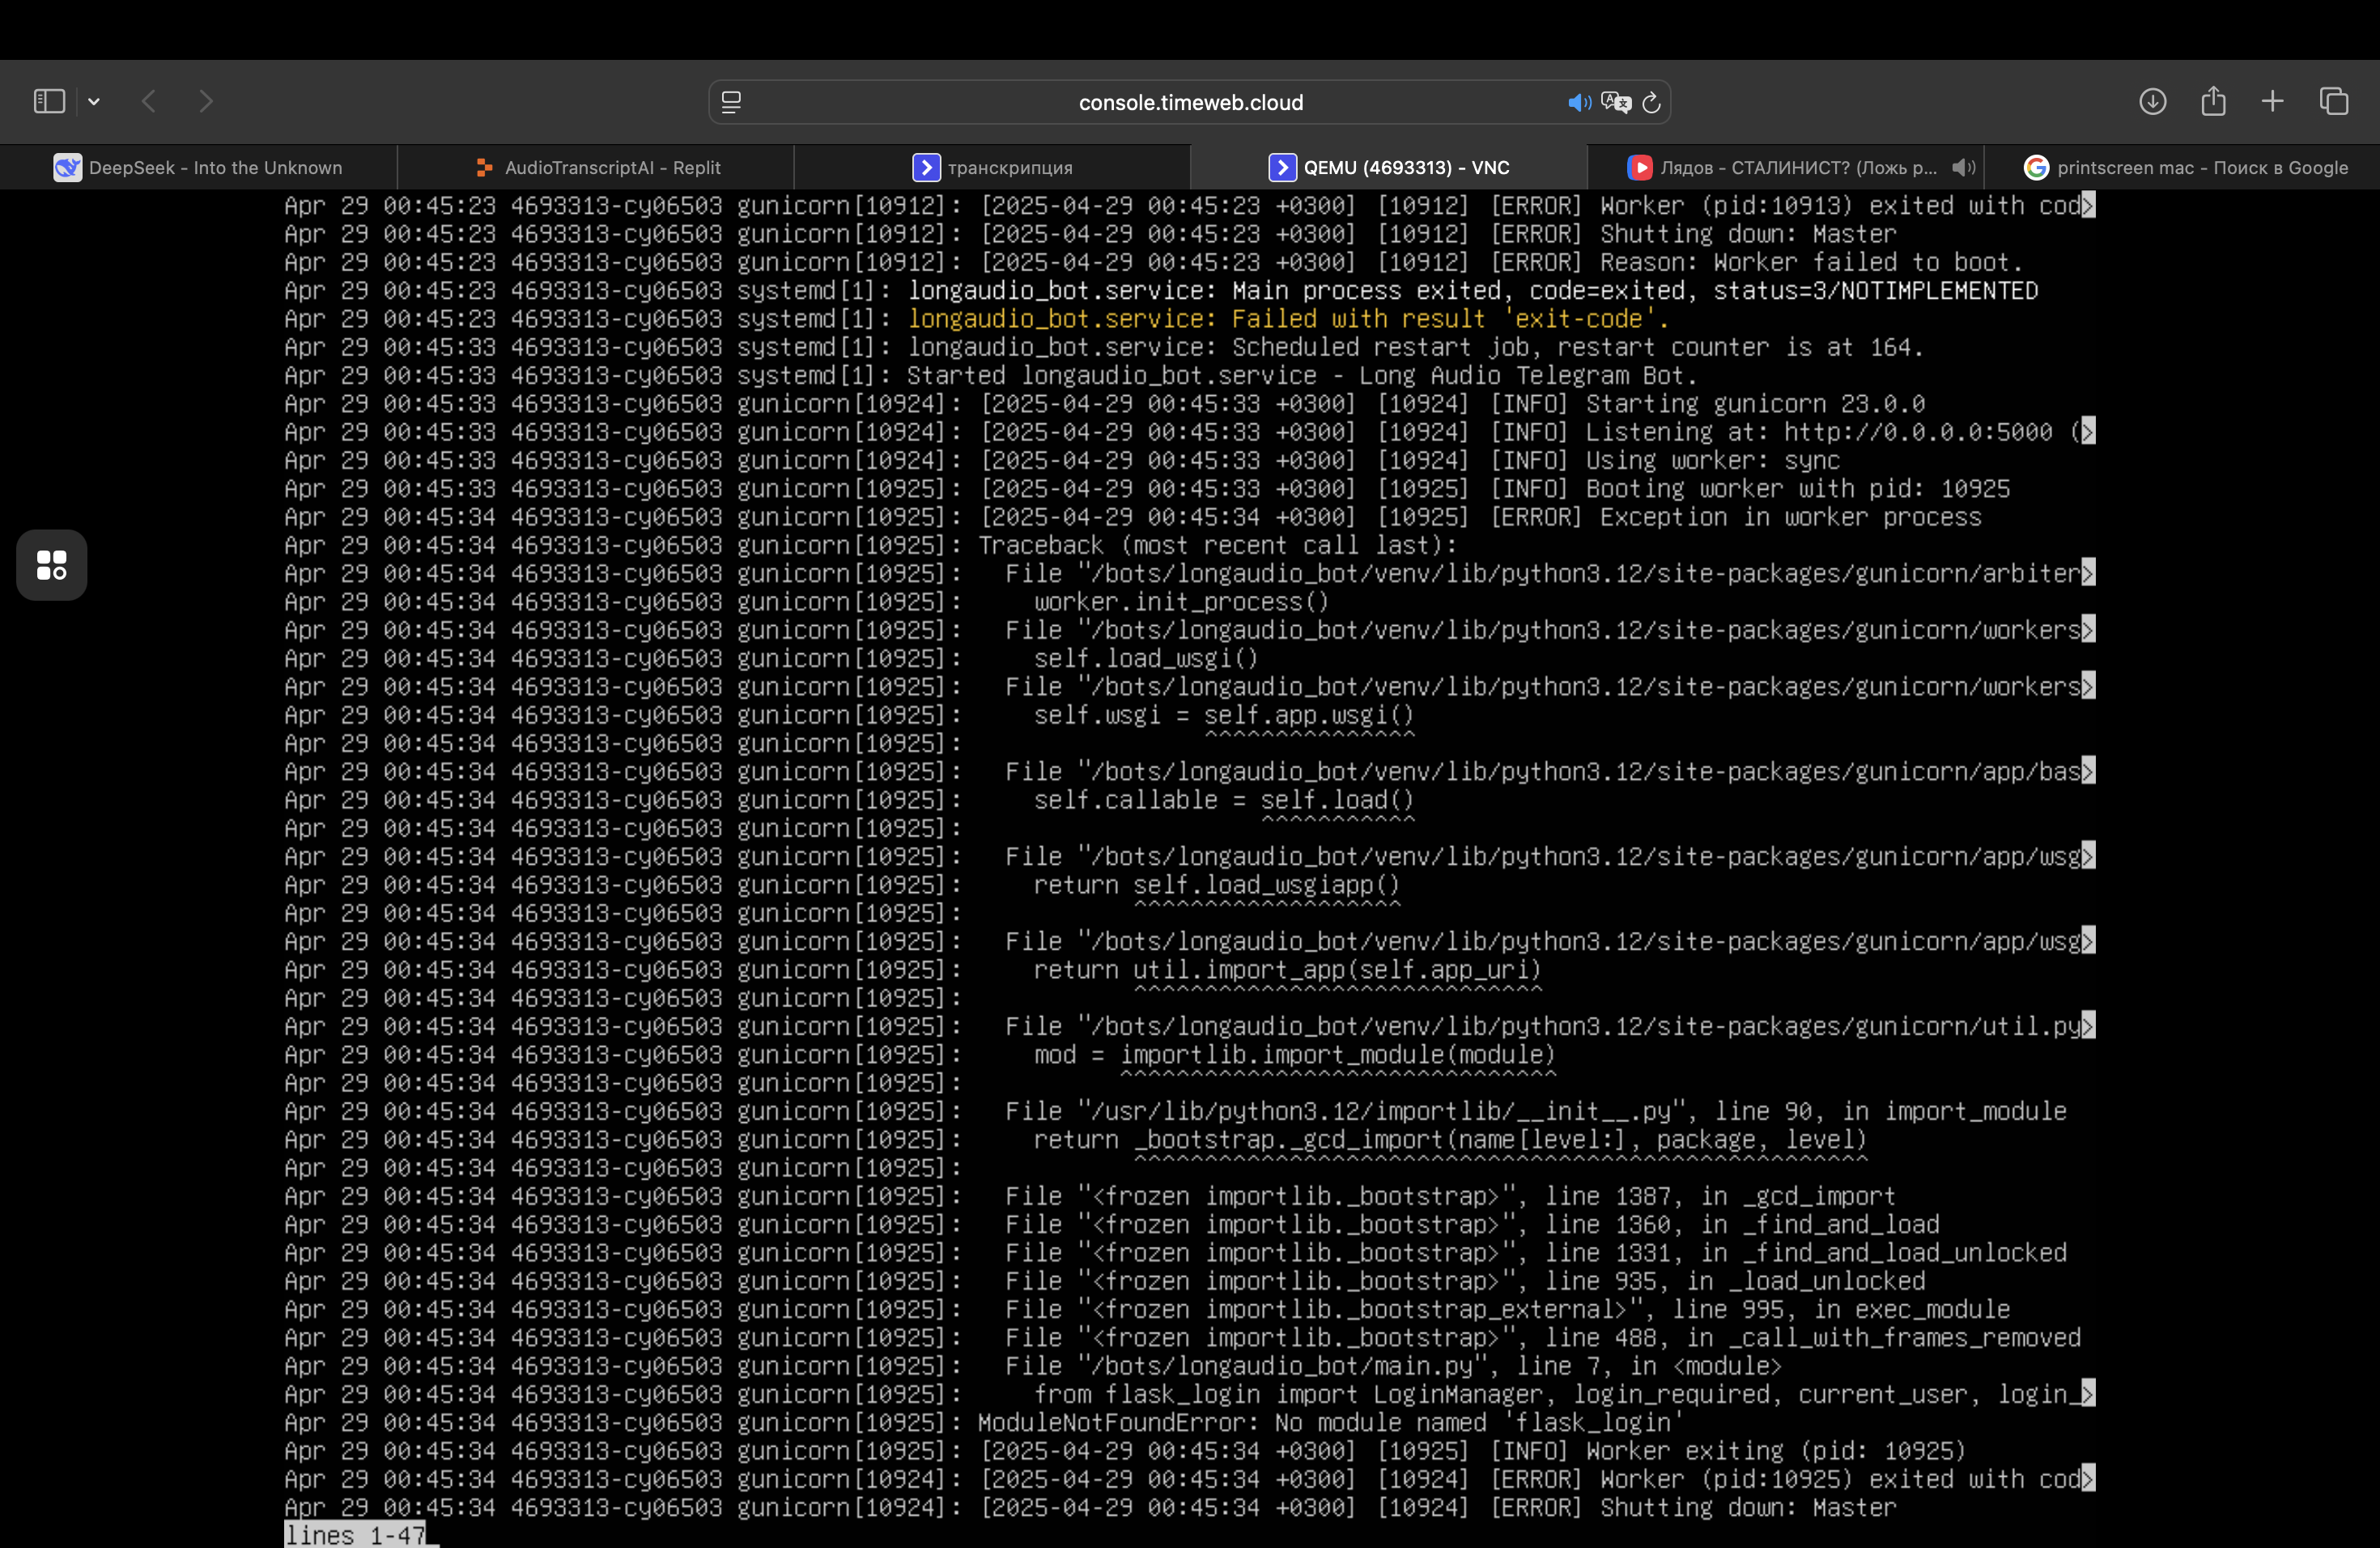 console.timeweb.cloud
DeepSeek - Into the Unknown
AudioTranscriptAI - Replit
транскрипция
QEMU (4693313) - VNC
Лядов - СТАЛИНИСТ? (Ложь р...
printscreen mac - Поиск в Google
Apr 29 00:45:23 4693313-cy06503 gunicorn[10912]: [2025-04-29 00:45:23 +0300] [10912] [ERROR] Worker (pid:10913) exited with cod>
Apr 29 00:45:23 4693313-cy06503 gunicorn[10912]: [2025-04-29 00:45:23 +0300] [10912] [ERROR] Shutting down: Master
Apr 29 00:45:23 4693313-cy06503 gunicorn[10912]: [2025-04-29 00:45:23 +0300] [10912] [ERROR] Reason: Worker failed to boot.
Apr 29 00:45:23 4693313-cy06503 systemd[1]: longaudio_bot.service: Main process exited, code=exited, status=3/NOTIMPLEMENTED
Apr 29 00:45:23 4693313-cy06503 systemd[1]: longaudio_bot.service: Failed with result 'exit-code'.
Apr 29 00:45:33 4693313-cy06503 systemd[1]: longaudio_bot.service: Scheduled restart job, restart counter is at 164.
Apr 29 00:45:33 4693313-cy06503 systemd[1]: Started longaudio_bot.service - Long Audio Telegram Bot.
Apr 29 00:45:33 4693313-cy06503 gunicorn[10924]: [2025-04-29 00:45:33 +0300] [10924] [INFO] Starting gunicorn 23.0.0
Apr 29 00:45:33 4693313-cy06503 gunicorn[10924]: [2025-04-29 00:45:33 +0300] [10924] [INFO] Listening at: http://0.0.0.0:5000 (>
Apr 29 00:45:33 4693313-cy06503 gunicorn[10924]: [2025-04-29 00:45:33 +0300] [10924] [INFO] Using worker: sync
Apr 29 00:45:33 4693313-cy06503 gunicorn[10925]: [2025-04-29 00:45:33 +0300] [10925] [INFO] Booting worker with pid: 10925
Apr 29 00:45:34 4693313-cy06503 gunicorn[10925]: [2025-04-29 00:45:34 +0300] [10925] [ERROR] Exception in worker process
Apr 29 00:45:34 4693313-cy06503 gunicorn[10925]: Traceback (most recent call last):
Apr 29 00:45:34 4693313-cy06503 gunicorn[10925]:   File "/bots/longaudio_bot/venv/lib/python3.12/site-packages/gunicorn/arbiter>
Apr 29 00:45:34 4693313-cy06503 gunicorn[10925]:     worker.init_process()
Apr 29 00:45:34 4693313-cy06503 gunicorn[10925]:   File "/bots/longaudio_bot/venv/lib/python3.12/site-packages/gunicorn/workers>
Apr 29 00:45:34 4693313-cy06503 gunicorn[10925]:     self.load_wsgi()
Apr 29 00:45:34 4693313-cy06503 gunicorn[10925]:   File "/bots/longaudio_bot/venv/lib/python3.12/site-packages/gunicorn/workers>
Apr 29 00:45:34 4693313-cy06503 gunicorn[10925]:     self.wsgi = self.app.wsgi()
Apr 29 00:45:34 4693313-cy06503 gunicorn[10925]:                 ^^^^^^^^^^^^^^^
Apr 29 00:45:34 4693313-cy06503 gunicorn[10925]:   File "/bots/longaudio_bot/venv/lib/python3.12/site-packages/gunicorn/app/bas>
Apr 29 00:45:34 4693313-cy06503 gunicorn[10925]:     self.callable = self.load()
Apr 29 00:45:34 4693313-cy06503 gunicorn[10925]:                     ^^^^^^^^^^^
Apr 29 00:45:34 4693313-cy06503 gunicorn[10925]:   File "/bots/longaudio_bot/venv/lib/python3.12/site-packages/gunicorn/app/wsg>
Apr 29 00:45:34 4693313-cy06503 gunicorn[10925]:     return self.load_wsgiapp()
Apr 29 00:45:34 4693313-cy06503 gunicorn[10925]:            ^^^^^^^^^^^^^^^^^^^
Apr 29 00:45:34 4693313-cy06503 gunicorn[10925]:   File "/bots/longaudio_bot/venv/lib/python3.12/site-packages/gunicorn/app/wsg>
Apr 29 00:45:34 4693313-cy06503 gunicorn[10925]:     return util.import_app(self.app_uri)
Apr 29 00:45:34 4693313-cy06503 gunicorn[10925]:            ^^^^^^^^^^^^^^^^^^^^^^^^^^^^^
Apr 29 00:45:34 4693313-cy06503 gunicorn[10925]:   File "/bots/longaudio_bot/venv/lib/python3.12/site-packages/gunicorn/util.py>
Apr 29 00:45:34 4693313-cy06503 gunicorn[10925]:     mod = importlib.import_module(module)
Apr 29 00:45:34 4693313-cy06503 gunicorn[10925]:           ^^^^^^^^^^^^^^^^^^^^^^^^^^^^^^^
Apr 29 00:45:34 4693313-cy06503 gunicorn[10925]:   File "/usr/lib/python3.12/importlib/__init__.py", line 90, in import_module
Apr 29 00:45:34 4693313-cy06503 gunicorn[10925]:     return _bootstrap._gcd_import(name[level:], package, level)
Apr 29 00:45:34 4693313-cy06503 gunicorn[10925]:            ^^^^^^^^^^^^^^^^^^^^^^^^^^^^^^^^^^^^^^^^^^^^^^^^^^^^
Apr 29 00:45:34 4693313-cy06503 gunicorn[10925]:   File "<frozen importlib._bootstrap>", line 1387, in _gcd_import
Apr 29 00:45:34 4693313-cy06503 gunicorn[10925]:   File "<frozen importlib._bootstrap>", line 1360, in _find_and_load
Apr 29 00:45:34 4693313-cy06503 gunicorn[10925]:   File "<frozen importlib._bootstrap>", line 1331, in _find_and_load_unlocked
Apr 29 00:45:34 4693313-cy06503 gunicorn[10925]:   File "<frozen importlib._bootstrap>", line 935, in _load_unlocked
Apr 29 00:45:34 4693313-cy06503 gunicorn[10925]:   File "<frozen importlib._bootstrap_external>", line 995, in exec_module
Apr 29 00:45:34 4693313-cy06503 gunicorn[10925]:   File "<frozen importlib._bootstrap>", line 488, in _call_with_frames_removed
Apr 29 00:45:34 4693313-cy06503 gunicorn[10925]:   File "/bots/longaudio_bot/main.py", line 7, in <module>
Apr 29 00:45:34 4693313-cy06503 gunicorn[10925]:     from flask_login import LoginManager, login_required, current_user, login_>
Apr 29 00:45:34 4693313-cy06503 gunicorn[10925]: ModuleNotFoundError: No module named 'flask_login'
Apr 29 00:45:34 4693313-cy06503 gunicorn[10925]: [2025-04-29 00:45:34 +0300] [10925] [INFO] Worker exiting (pid: 10925)
Apr 29 00:45:34 4693313-cy06503 gunicorn[10924]: [2025-04-29 00:45:34 +0300] [10924] [ERROR] Worker (pid:10925) exited with cod>
Apr 29 00:45:34 4693313-cy06503 gunicorn[10924]: [2025-04-29 00:45:34 +0300] [10924] [ERROR] Shutting down: Master
lines 1-47